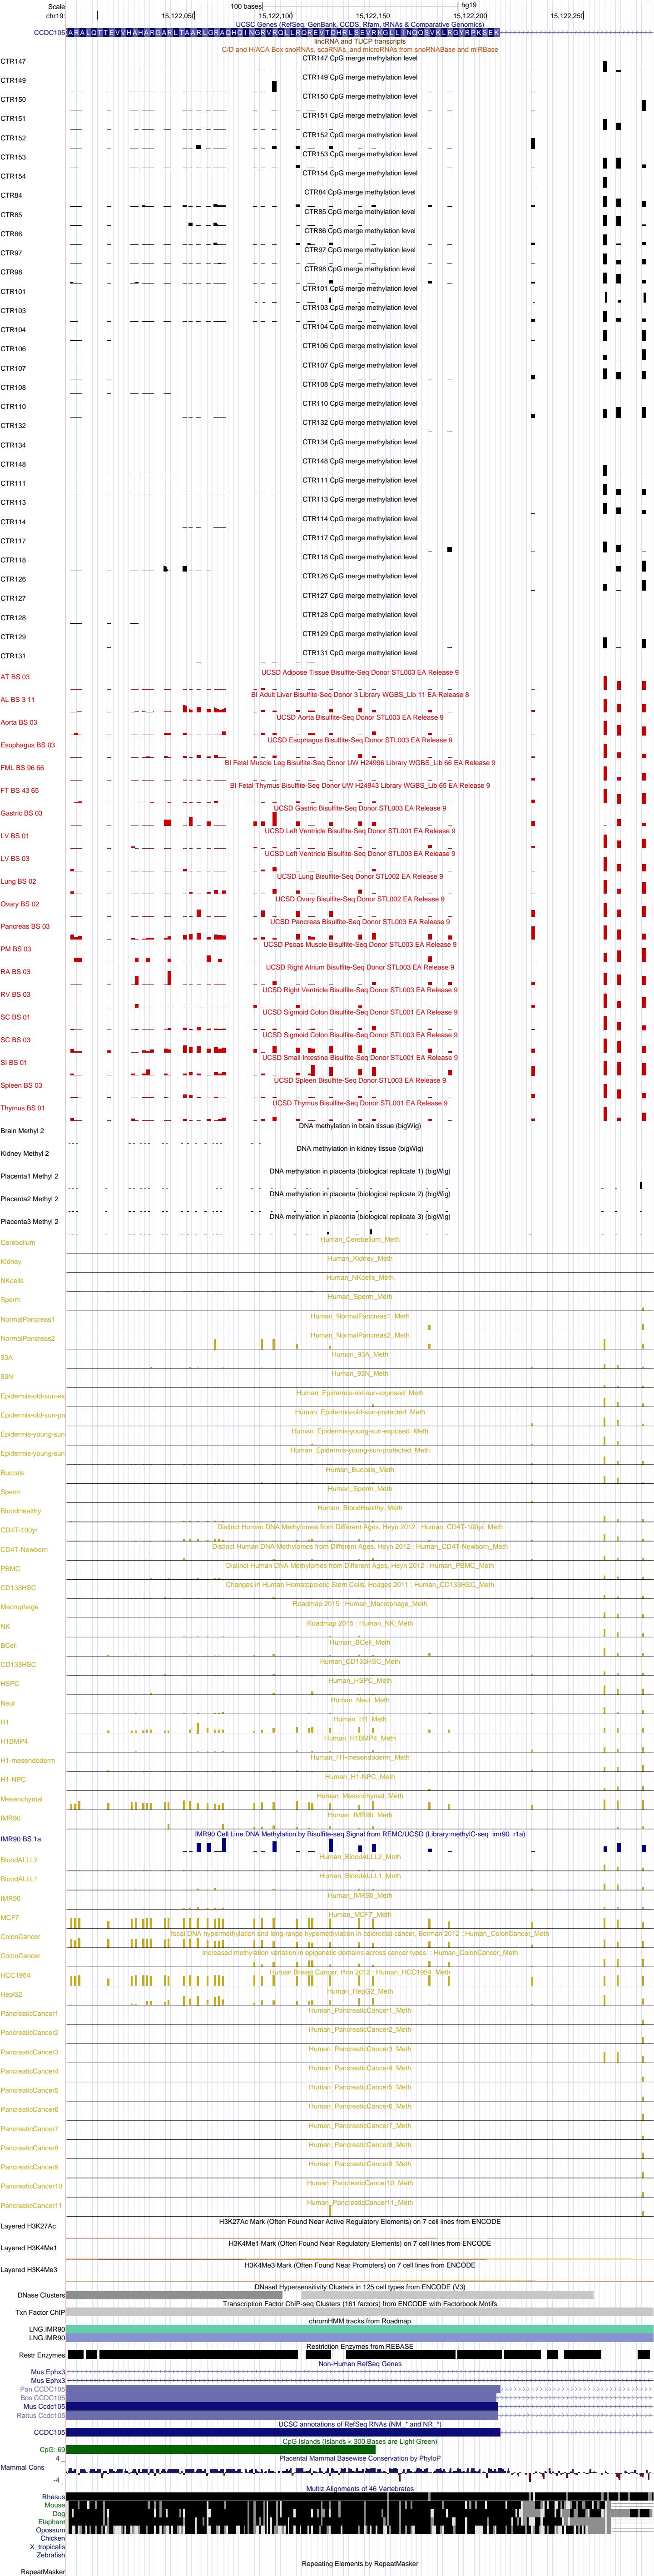 Scale 100 bases hg19
chr19: 15,122,050 15,122,100 15,122,150 15,122,200 15,122,250
UCSC Genes (RefSeq, GenBank, CCDS, Rfam, tRNAs & Comparative Genomics)
CCDC105
lincRNA and TUCP transcripts
C/D and H/ACA Box snoRNAs, scaRNAs, and microRNAs from snoRNABase and miRBase
CTR147 CpG merge methylation level
CTR147
CTR149 CpG merge methylation level
CTR149
CTR150 CpG merge methylation level
CTR150
CTR151 CpG merge methylation level
CTR151
CTR152 CpG merge methylation level
CTR152
CTR153 CpG merge methylation level
CTR153
CTR154 CpG merge methylation level
CTR154
CTR84 CpG merge methylation level
CTR84
CTR85 CpG merge methylation level
CTR85
CTR86 CpG merge methylation level
CTR86
CTR97 CpG merge methylation level
CTR97
CTR98 CpG merge methylation level
CTR98
CTR101 CpG merge methylation level
CTR101
CTR103 CpG merge methylation level
CTR103
CTR104 CpG merge methylation level
CTR104
CTR106 CpG merge methylation level
CTR106
CTR107 CpG merge methylation level
CTR107
CTR108 CpG merge methylation level
CTR108
CTR110 CpG merge methylation level
CTR110
CTR132 CpG merge methylation level
CTR132
CTR134 CpG merge methylation level
CTR134
CTR148 CpG merge methylation level
CTR148
CTR111 CpG merge methylation level
CTR111
CTR113 CpG merge methylation level
CTR113
CTR114 CpG merge methylation level
CTR114
CTR117 CpG merge methylation level
CTR117
CTR118 CpG merge methylation level
CTR118
CTR126 CpG merge methylation level
CTR126
CTR127 CpG merge methylation level
CTR127
CTR128 CpG merge methylation level
CTR128
CTR129 CpG merge methylation level
CTR129
CTR131 CpG merge methylation level
CTR131
UCSD Adipose Tissue Bisulfite-Seq Donor STL003 EA Release 9
AT BS 03
BI Adult Liver Bisulfite-Seq Donor 3 Library WGBS_Lib 11 EA Release 8
AL BS 3 11
UCSD Aorta Bisulfite-Seq Donor STL003 EA Release 9
Aorta BS 03
UCSD Esophagus Bisulfite-Seq Donor STL003 EA Release 9
Esophagus BS 03
BI Fetal Muscle Leg Bisulfite-Seq Donor UW H24996 Library WGBS_Lib 66 EA Release 9
FML BS 96 66
BI Fetal Thymus Bisulfite-Seq Donor UW H24943 Library WGBS_Lib 65 EA Release 9
FT BS 43 65
UCSD Gastric Bisulfite-Seq Donor STL003 EA Release 9
Gastric BS 03
UCSD Left Ventricle Bisulfite-Seq Donor STL001 EA Release 9
LV BS 01
UCSD Left Ventricle Bisulfite-Seq Donor STL003 EA Release 9
LV BS 03
UCSD Lung Bisulfite-Seq Donor STL002 EA Release 9
Lung BS 02
UCSD Ovary Bisulfite-Seq Donor STL002 EA Release 9
Ovary BS 02
UCSD Pancreas Bisulfite-Seq Donor STL003 EA Release 9
Pancreas BS 03
UCSD Psoas Muscle Bisulfite-Seq Donor STL003 EA Release 9
PM BS 03
UCSD Right Atrium Bisulfite-Seq Donor STL003 EA Release 9
RA BS 03
UCSD Right Ventricle Bisulfite-Seq Donor STL003 EA Release 9
RV BS 03
UCSD Sigmoid Colon Bisulfite-Seq Donor STL001 EA Release 9
SC BS 01
UCSD Sigmoid Colon Bisulfite-Seq Donor STL003 EA Release 9
SC BS 03
UCSD Small Intestine Bisulfite-Seq Donor STL001 EA Release 9
SI BS 01
UCSD Spleen Bisulfite-Seq Donor STL003 EA Release 9
Spleen BS 03
UCSD Thymus Bisulfite-Seq Donor STL001 EA Release 9
Thymus BS 01
DNA methylation in brain tissue (bigWig)
Brain Methyl 2
DNA methylation in kidney tissue (bigWig)
Kidney Methyl 2
DNA methylation in placenta (biological replicate 1) (bigWig)
Placenta1 Methyl 2
DNA methylation in placenta (biological replicate 2) (bigWig)
Placenta2 Methyl 2
DNA methylation in placenta (biological replicate 3) (bigWig)
Placenta3 Methyl 2
Human_Cerebellum_Meth
Cerebellum
Human_Kidney_Meth
Kidney
Human_NKcells_Meth
NKcells
Human_Sperm_Meth
Sperm
Human_NormalPancreas1_Meth
NormalPancreas1
Human_NormalPancreas2_Meth
NormalPancreas2
Human_93A_Meth
93A
Human_93N_Meth
93N
Human_Epidermis-old-sun-exposed_Meth
Epidermis-old-sun-ex
Human_Epidermis-old-sun-protected_Meth
Epidermis-old-sun-pri
Human_Epidermis-young-sun-exposed_Meth
Epidermis-young-sun
Human_Epidermis-young-sun-protected_Meth
Epidermis-young-sun
Human_Buccals_Meth
Buccals
Human_Sperm_Meth
Sperm
Human_BloodHealthy_Meth
BloodHealthy
Distinct Human DNA Methylomes from Different Ages, Heyn 2012 : Human_CD4T-100yr_Meth
CD4T-100yr
Distinct Human DNA Methylomes from Different Ages, Heyn 2012 : Human_CD4T-Newborn_Meth
CD4T-Newborn
Distinct Human DNA Methylomes from Different Ages, Heyn 2012 : Human_PBMC_Meth
PBMC
Changes in Human Hematopoietic Stem Cells, Hodges 2011 : Human_CD133HSC_Meth
CD133HSC
Roadmap 2015 : Human_Macrophage_Meth
Macrophage
Roadmap 2015 : Human_NK_Meth
NK
Human_BCell_Meth
BCell
Human_CD133HSC_Meth
CD133HSC
Human_HSPC_Meth
HSPC
Human_Neut_Meth
Neut
Human_H1_Meth
H1
Human_H1BMP4_Meth
H1BMP4
Human_H1-mesendoderm_Meth
H1-mesendoderm
Human_H1-NPC_Meth
H1-NPC
Human_Mesenchymal_Meth
Mesenchymal
Human_IMR90_Meth
IMR90
IMR90 Cell Line DNA Methylation by Bisulfite-seq Signal from REMC/UCSD (Library:methylC-seq_imr90_r1a)
IMR90 BS 1a
Human_BloodALLL2_Meth
BloodALLL2
Human_BloodALLL1_Meth
BloodALLL1
Human_IMR90_Meth
IMR90
Human_MCF7_Meth
MCF7
focal DNA hypermethylation and long-range hypomethylation in colorectal cancer, Berman 2012 : Human_ColonCancer_Meth
ColonCancer
Increased methylation variation in epigenetic domains across cancer types. : Human_ColonCancer_Meth
ColonCancer
Human Breast Cancer, Hon 2012 : Human_HCC1954_Meth
HCC1954
Human_HepG2_Meth
HepG2
Human_PancreaticCancer1_Meth
PancreaticCancer1
Human_PancreaticCancer2_Meth
PancreaticCancer2
Human_PancreaticCancer3_Meth
PancreaticCancer3
Human_PancreaticCancer4_Meth
PancreaticCancer4
Human_PancreaticCancer5_Meth
PancreaticCancer5
Human_PancreaticCancer6_Meth
PancreaticCancer6
Human_PancreaticCancer7_Meth
PancreaticCancer7
Human_PancreaticCancer8_Meth
PancreaticCancer8
Human_PancreaticCancer9_Meth
PancreaticCancer9
Human_PancreaticCancer10_Meth
PancreaticCancer10
Human_PancreaticCancer11_Meth
PancreaticCancer11
H3K27Ac Mark (Often Found Near Active Regulatory Elements) on 7 cell lines from ENCODE
Layered H3K27Ac
H3K4Me1 Mark (Often Found Near Regulatory Elements) on 7 cell lines from ENCODE
Layered H3K4Me1
H3K4Me3 Mark (Often Found Near Promoters) on 7 cell lines from ENCODE
Layered H3K4Me3
DNaseI Hypersensitivity Clusters in 125 cell types from ENCODE (V3)
DNase Clusters
Transcription Factor ChIP-seq Clusters (161 factors) from ENCODE with Factorbook Motifs
Txn Factor ChIP
chromHMM tracks from Roadmap
LNG.IMR90
LNG.IMR90
Restriction Enzymes from REBASE
Restr Enzymes
Non-Human RefSeq Genes
Mus Ephx3
Mus Ephx3
Pan CCDC105
Bos CCDC105
Mus Ccdc105
Rattus Ccdc105
UCSC annotations of RefSeq RNAs (NM_* and NR_*)
CCDC105
CpG Islands (Islands < 300 Bases are Light Green)
CpG: 69
Placental Mammal Basewise Conservation by PhyloP
4 _
Mammal Cons
-4 _
Multiz Alignments of 46 Vertebrates
Rhesus
Mouse
Dog
Elephant
Opossum
Chicken
X_tropicalis
Zebrafish
Repeating Elements by RepeatMasker
RepeatMasker